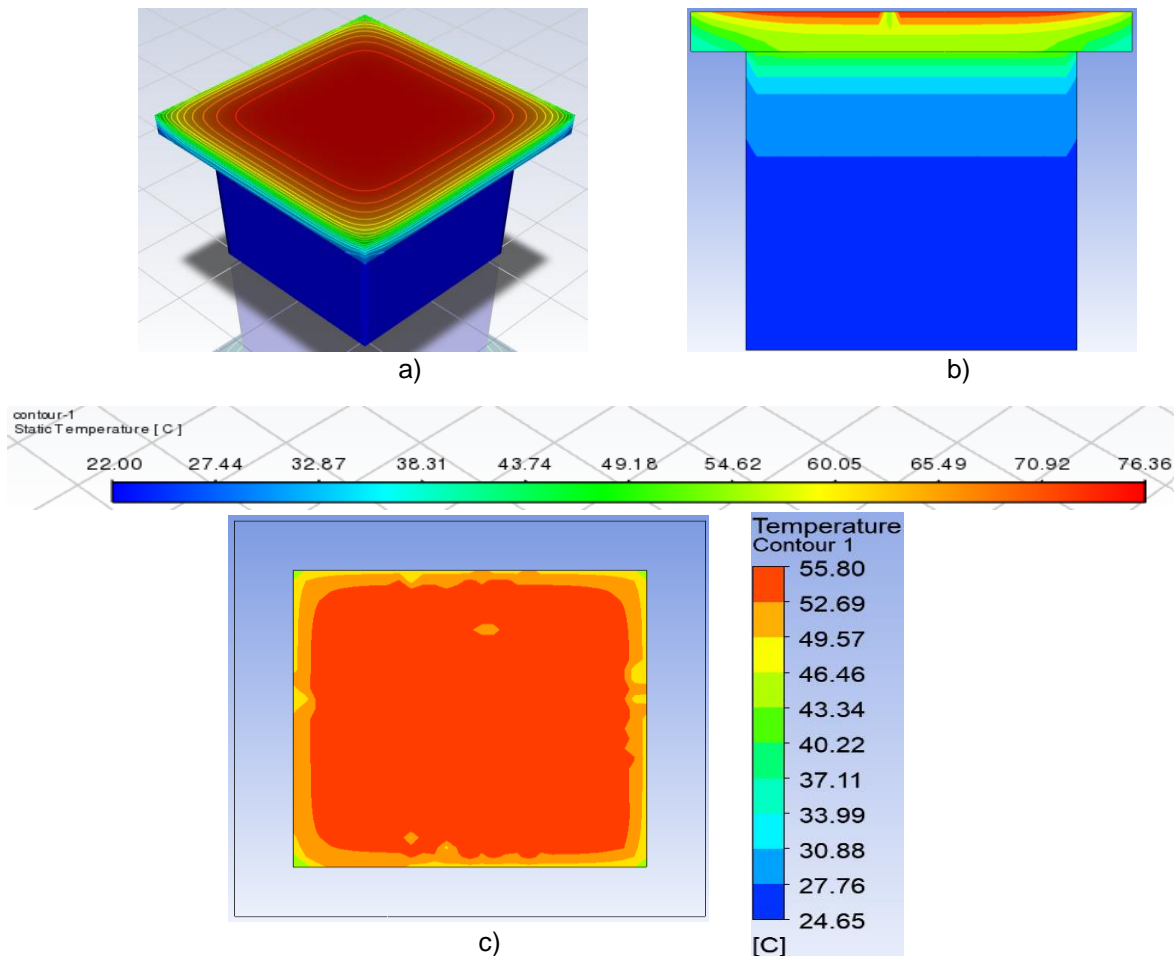 a)
b)
contour-1
Static Temperature [ C ]
22.00 27.44 32.87 38.31 43.74 49.18 54.62 60.05 65.49 70.92 76.36
Temperature
Contour 1
55.80
52.69
49.57
46.46
43.34
40.22
37.11
33.99
30.88
27.76
24.65
[C]
c)